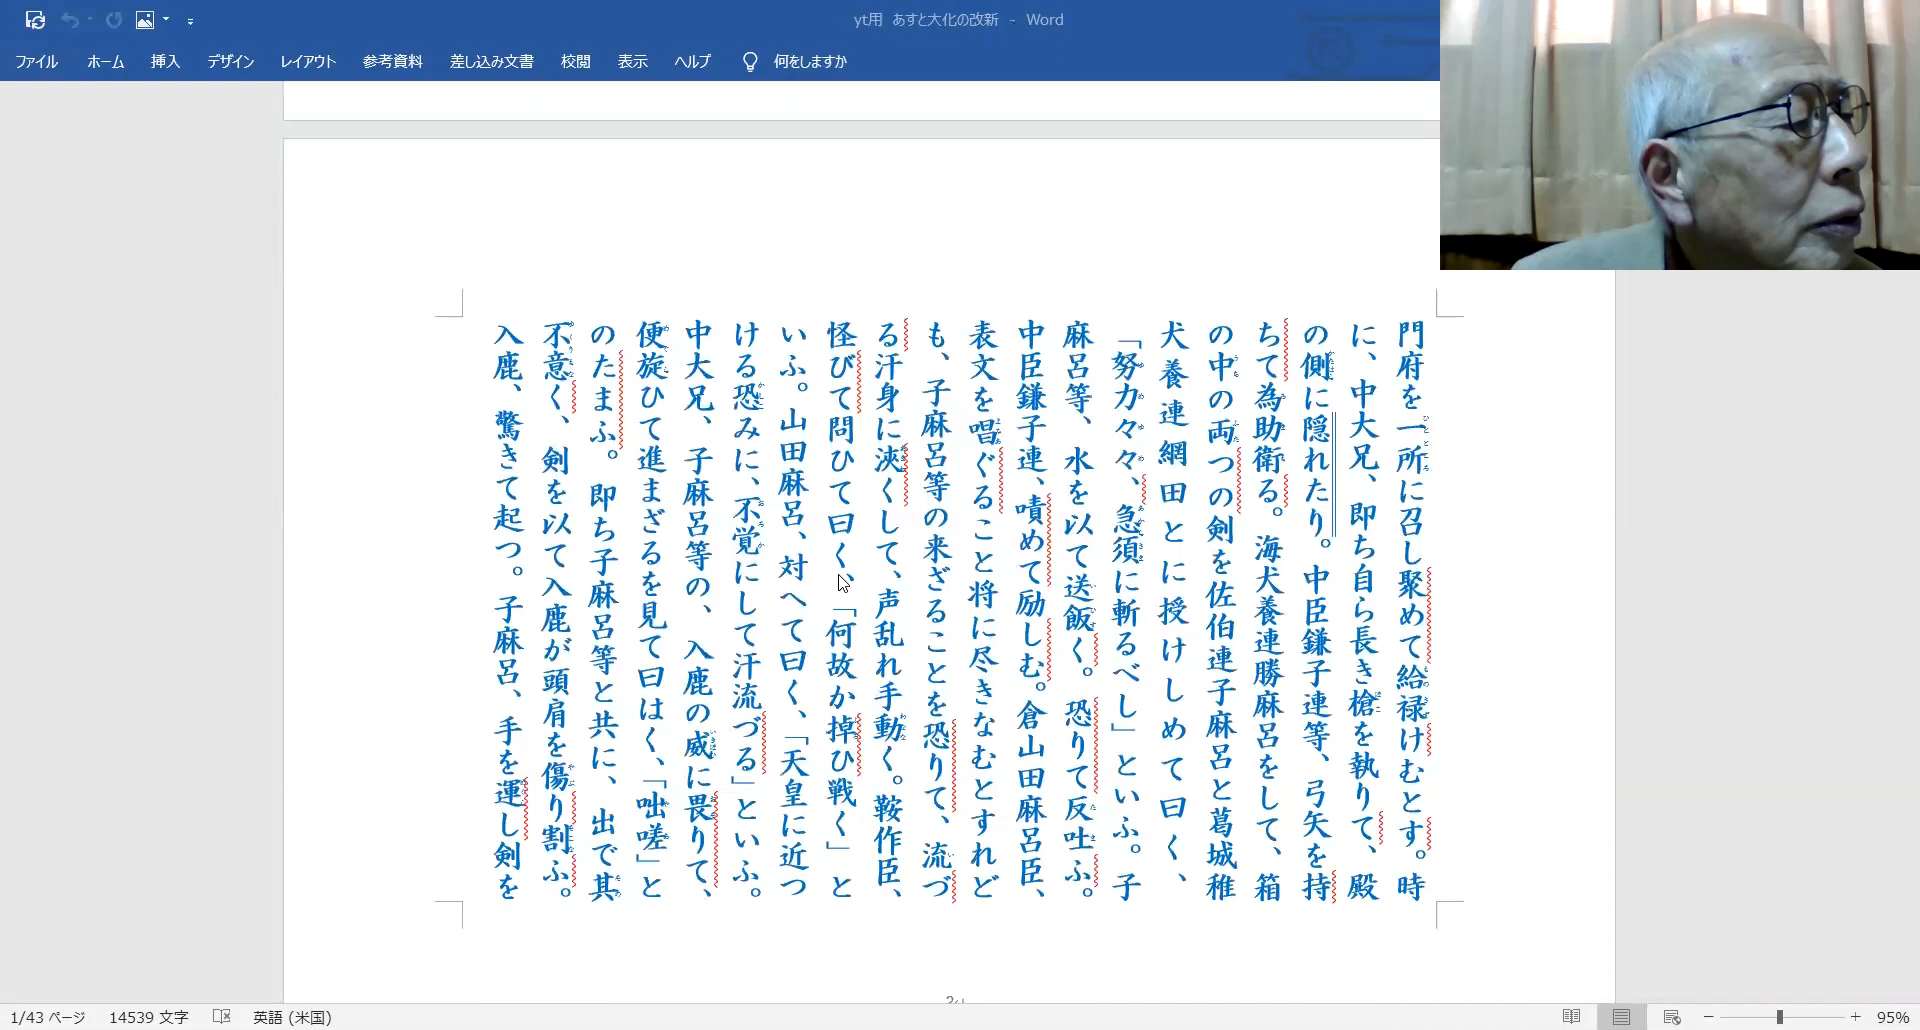 yt用 あすと大化の改新 - Word
ファイル ホーム 挿入 デザイン レイアウト 参考資料 差し込み文書 校閲 表示 ヘルプ 何をしますか
門府を一所に召し聚めて給禄けむとす。時
に、中大兄、即ち自ら長き槍を執りて、殿
の側に隠れたり。中臣鎌子連等、弓矢を持
ちて為助衛る。海犬養連勝麻呂をして、箱
の中の両つの剣を佐伯連子麻呂と葛城稚
犬養連網田とに授けしめて曰く、
「努力々々、急須に斬るべし」といふ。子
麻呂等、水を以て送飯く。恐りて反吐ふ。
中臣鎌子連、嘖めて励しむ。倉山田麻呂臣、
表文を唱ぐること将に尽きなむとすれど
も、子麻呂等の来ざることを恐りて、流づ
る汗身に浹くして、声乱れ手動く。鞍作臣、
怪びて問ひて曰く、「何故か掉ひ戦く」と
いふ。山田麻呂、対へて曰く、「天皇に近つ
ける恐みに、不覚にして汗流づる」といふ。
中大兄、子麻呂等の、入鹿の威に畏りて、
便旋ひて進まざるを見て曰はく、「咄嗟」と
のたまふ。即ち子麻呂等と共に、出で其
不意く、剣を以て入鹿が頭肩を傷り割ふ。
入鹿、驚きて起つ。子麻呂、手を運し剣を
1/43 ページ 14539 文字 英語 (米国) 95%